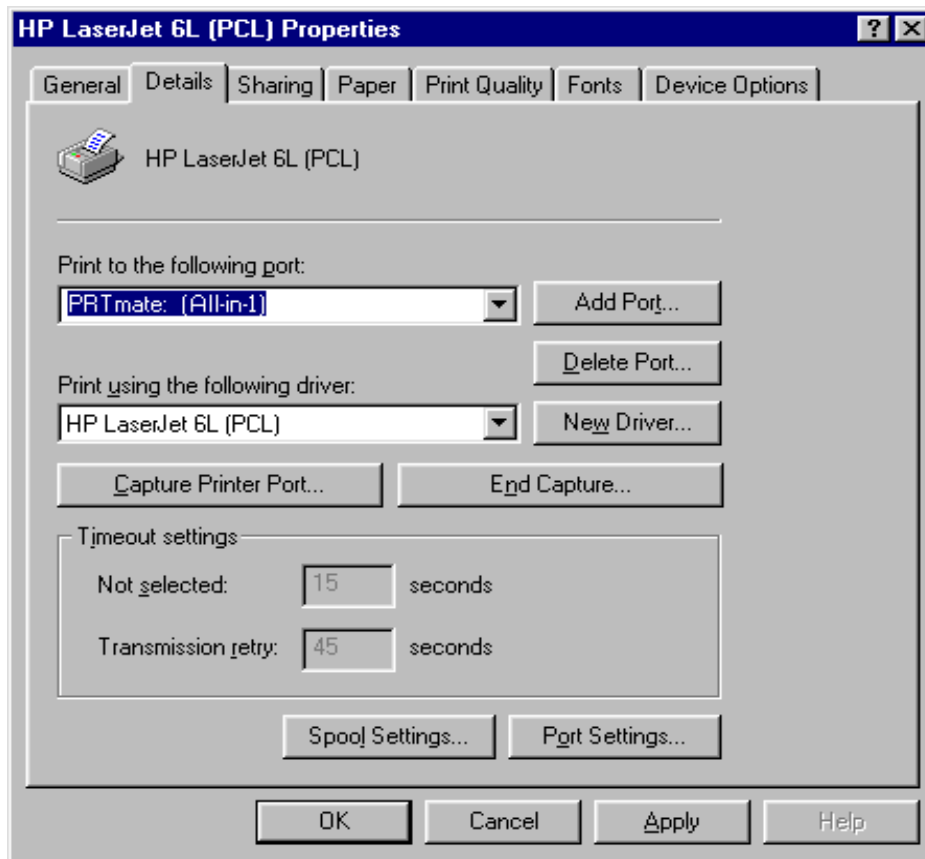 HP LaserJet 6L (PCL) Properties
General Details Sharing Paper Print Quality Fonts Device Options
HP LaserJet 6L (PCL)
Print to the following port:
PRTmate: (All-in-1) Add Port...
Delete Port...
Print using the following driver:
HP LaserJet 6L (PCL) New Driver...
Capture Printer Port... End Capture...
Timeout settings
Not selected: 15 seconds
Transmission retry: 45 seconds
Spool Settings... Port Settings...
OK Cancel Apply Help